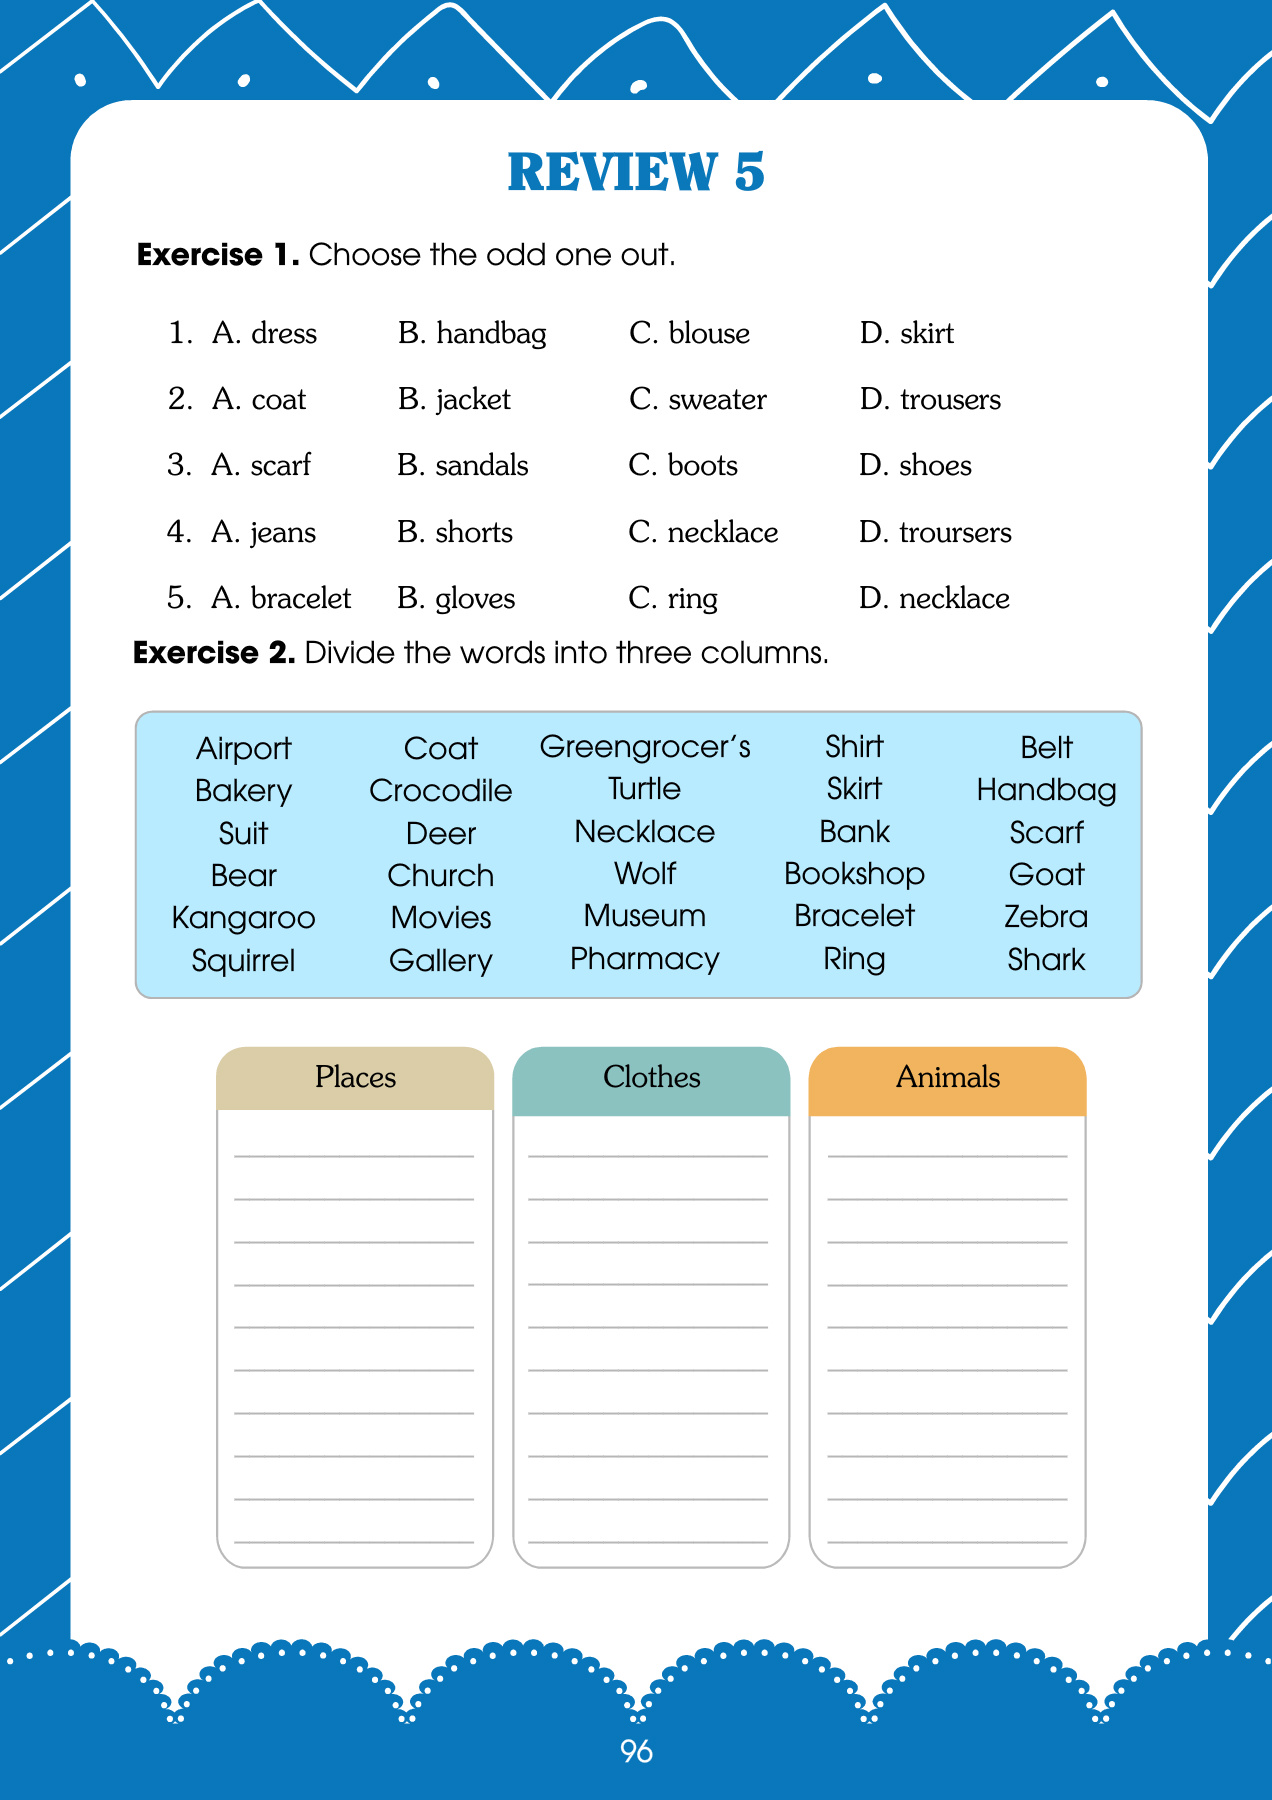 REVIEW 5
Exercise 1. Choose the odd one out.
1. A. dress B. handbag C. blouse D. skirt
2. A. coat B. jacket C. sweater D. trousers
3. A. scarf B. sandals C. boots D. shoes
4. A. jeans B. shorts C. necklace D. troursers
5. A. bracelet B. gloves C. ring D. necklace
Exercise 2. Divide the words into three columns.
Airport Coat Greengrocer’s Shirt Belt
Bakery Crocodile Turtle Skirt Handbag
Suit Deer Necklace Bank Scarf
Bear Church Wolf Bookshop Goat
Kangaroo Movies Museum Bracelet Zebra
Squirrel Gallery Pharmacy Ring Shark
Places Clothes Animals
96